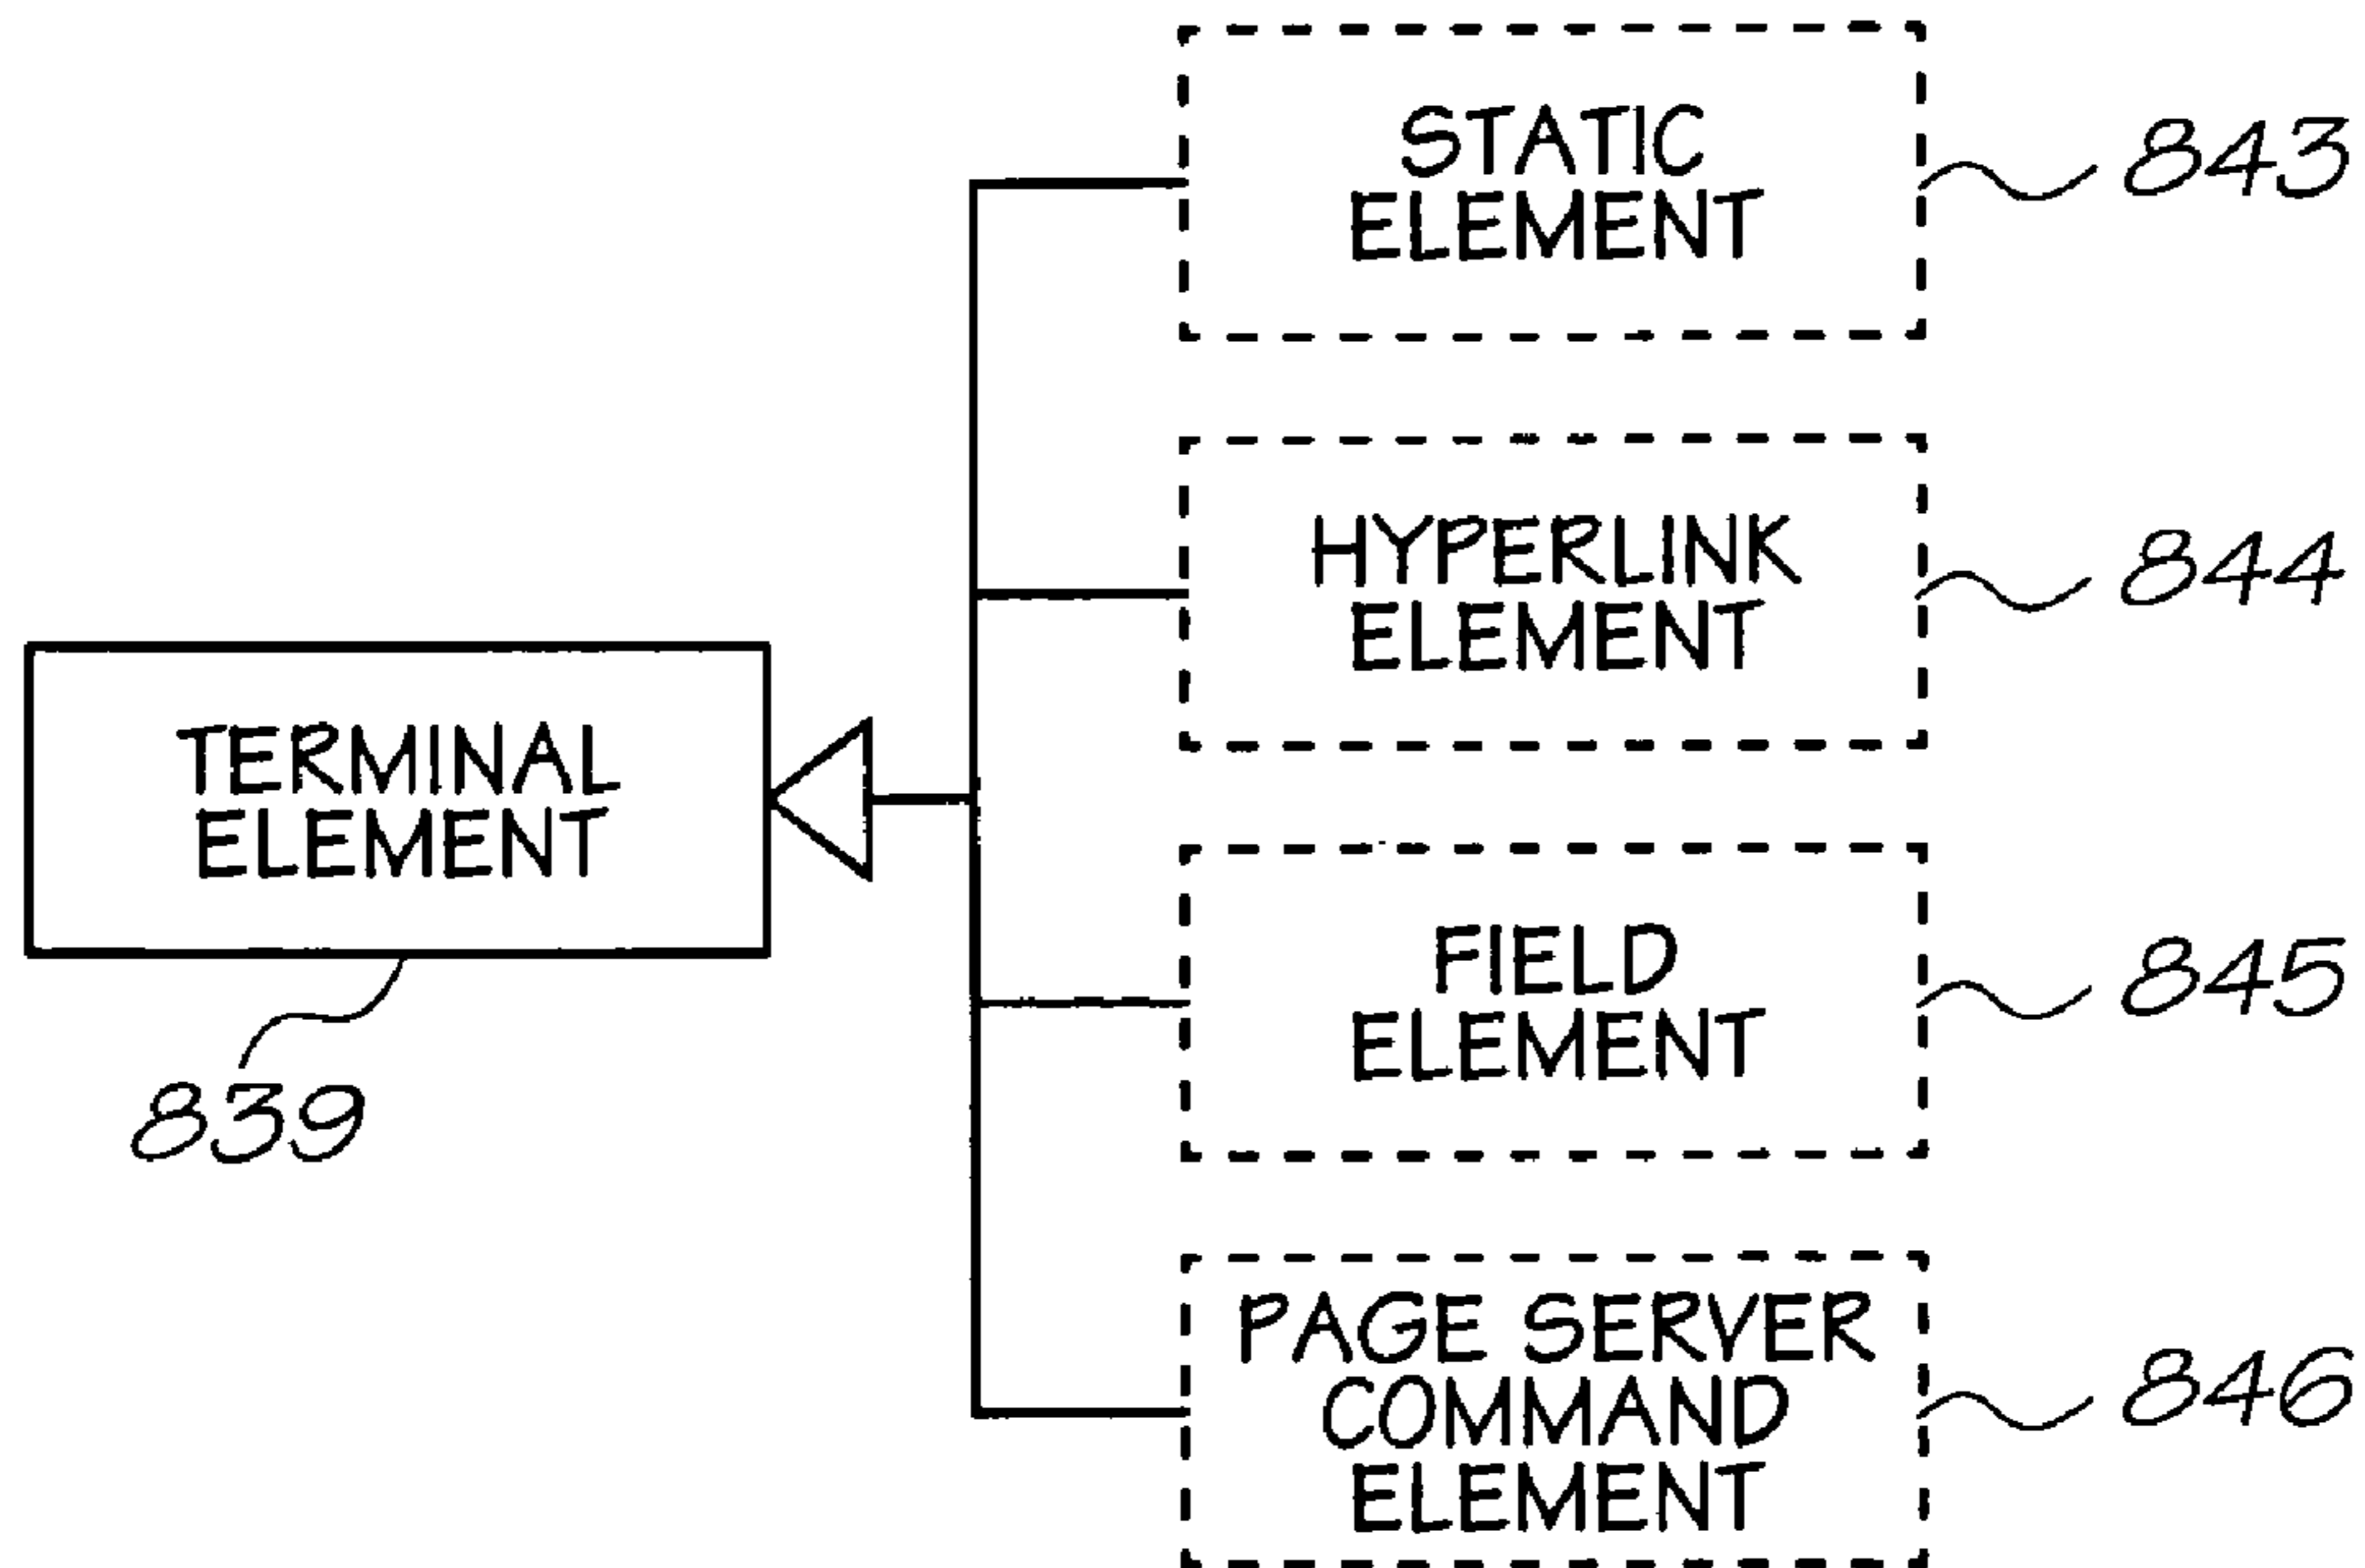 STATIC
ELEMENT
843
HYPERLINK
ELEMENT
844
TERMINAL
ELEMENT
839
FIELD
ELEMENT
845
PAGE SERVER
COMMAND
ELEMENT
846